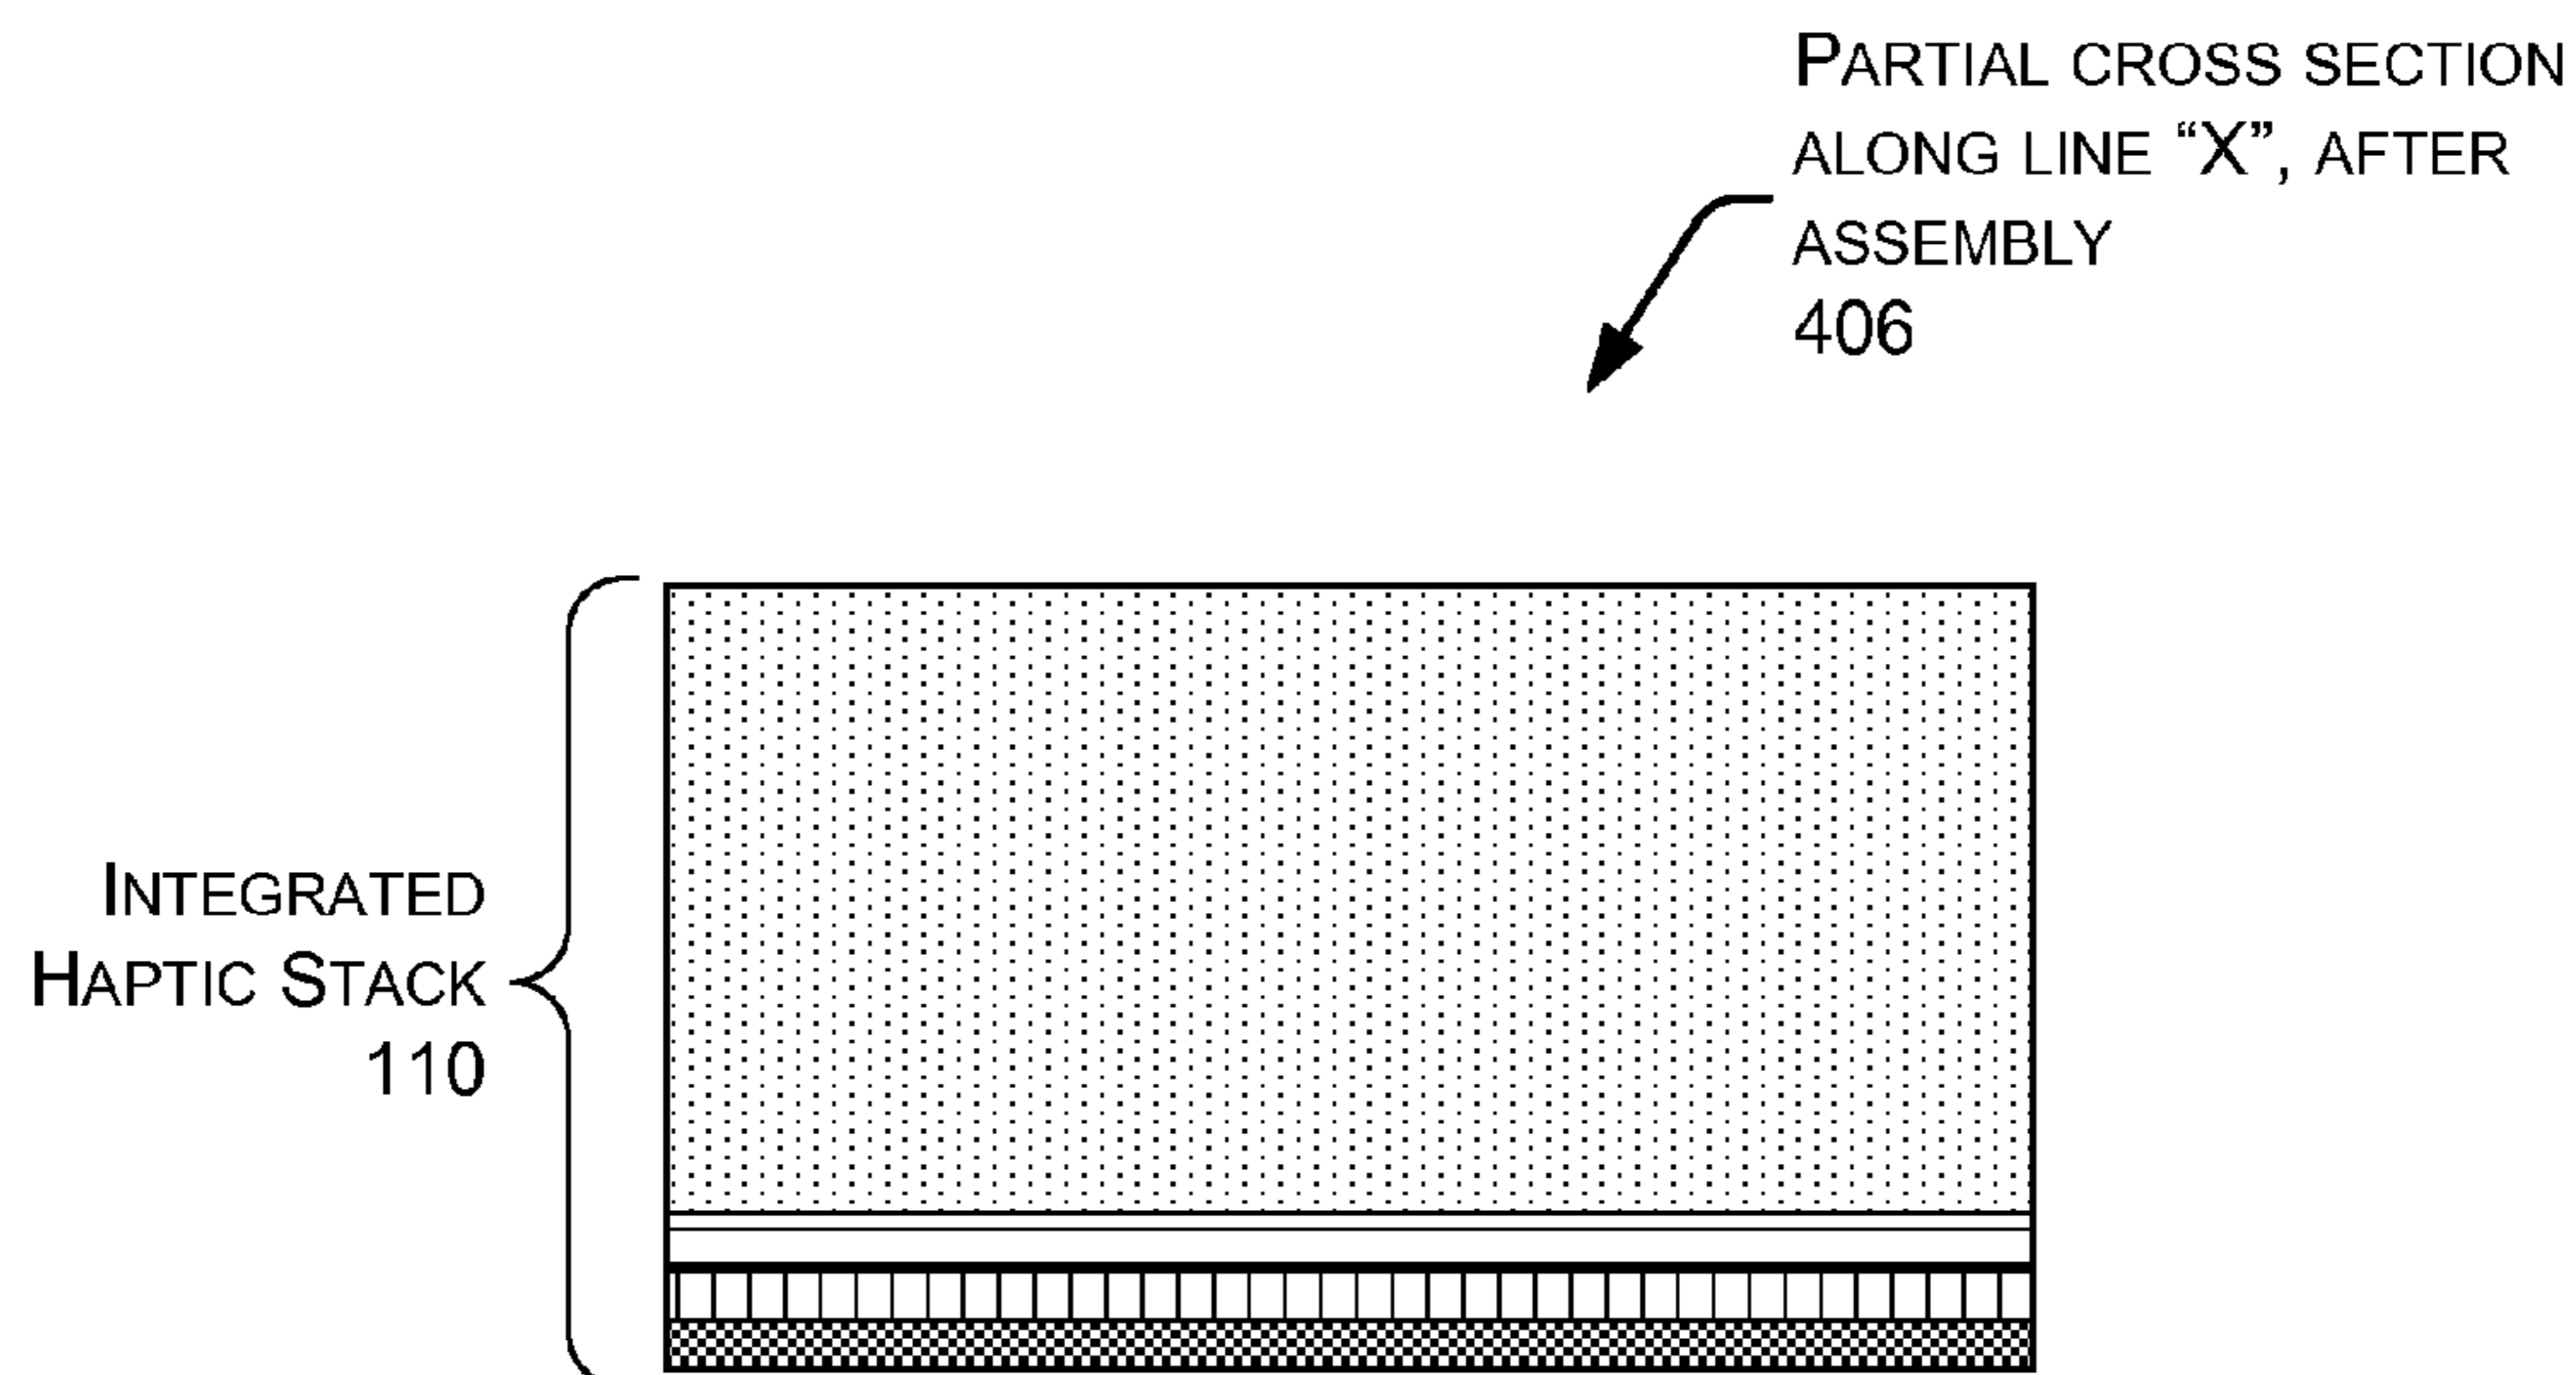 PARTIAL CROSS SECTION
ALONG LINE “X”, AFTER
ASSEMBLY
406
INTEGRATED
HAPTIC STACK
110